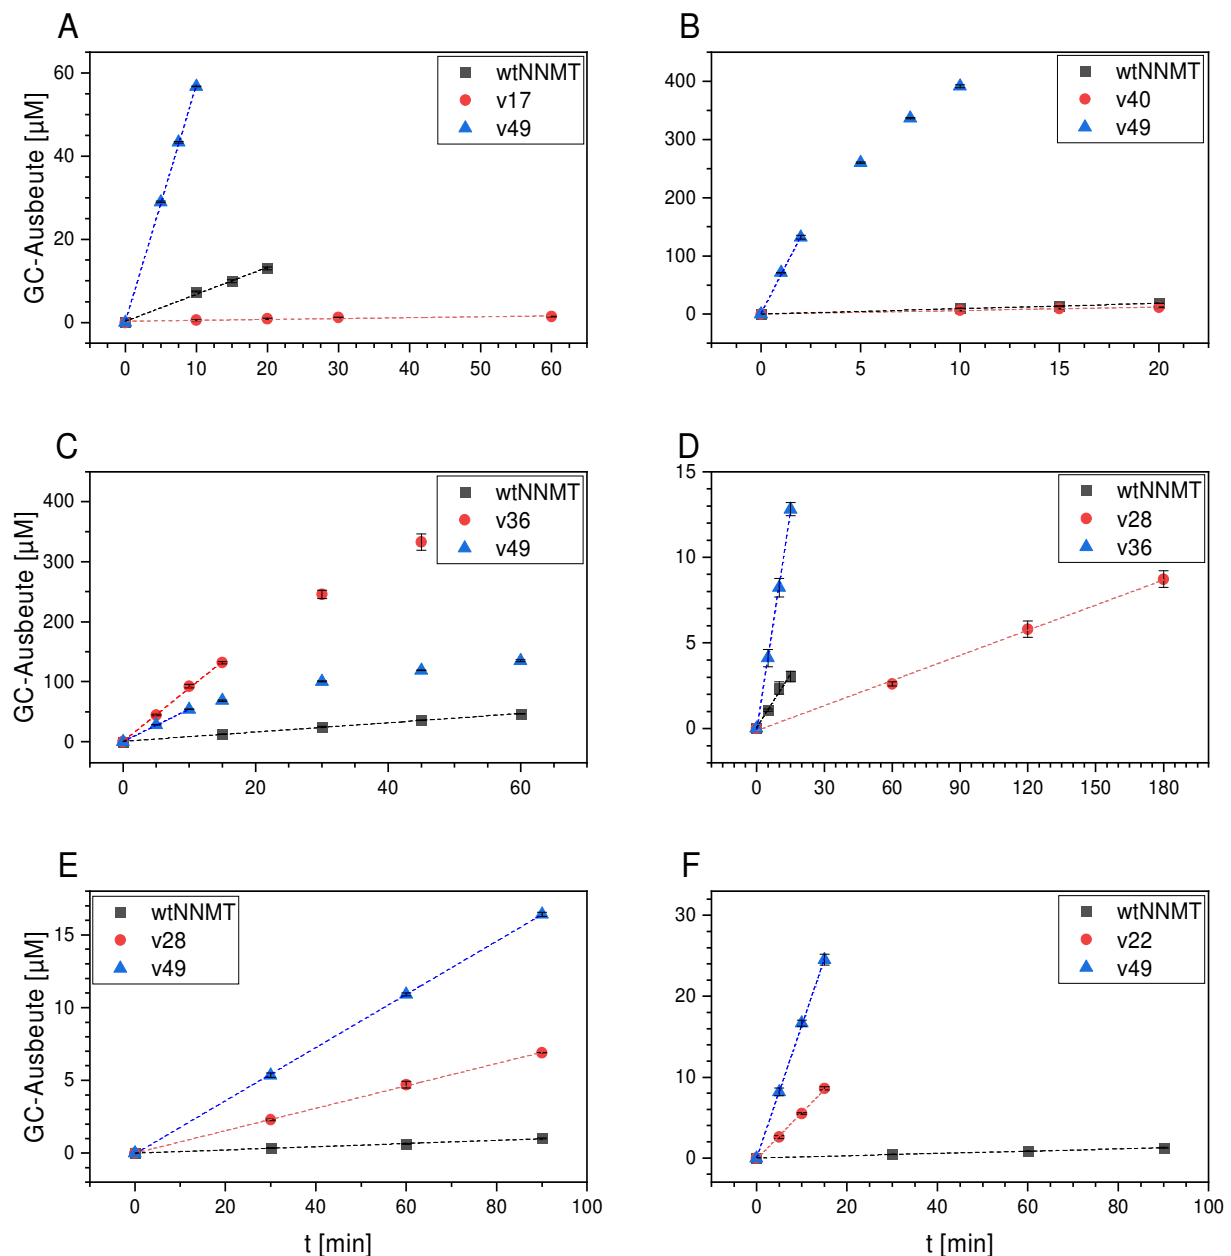 A
GC-Ausbeute [µM]
60
40
20
0
wtNNMT
v17
v49
0 10 20 30 40 50 60
B
400
300
200
100
0
wtNNMT
v40
v49
0 5 10 15 20
C
GC-Ausbeute [µM]
400
300
200
100
0
wtNNMT
v36
v49
0 20 40 60
D
15
10
5
0
wtNNMT
v28
v36
0 30 60 90 120 150 180
E
GC-Ausbeute [µM]
15
10
5
0
wtNNMT
v28
v49
0 20 40 60 80 100
t [min]
F
30
20
10
0
wtNNMT
v22
v49
0 20 40 60 80 100
t [min]